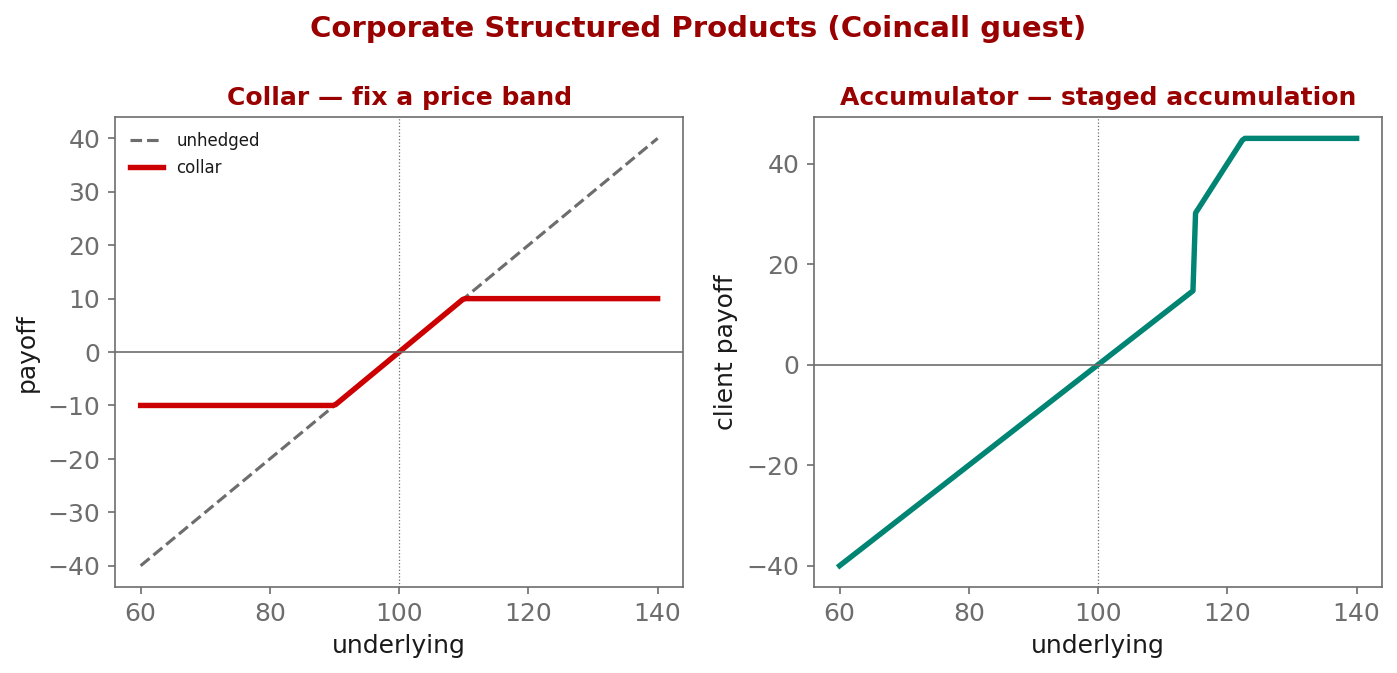 Corporate Structured Products (Coincall guest)
Collar — fix a price band
unhedged
collar
payoff
40
30
20
10
0
−10
−20
−30
−40
60 80 100 120 140
underlying
Accumulator — staged accumulation
client payoff
40
20
0
−20
−40
60 80 100 120 140
underlying